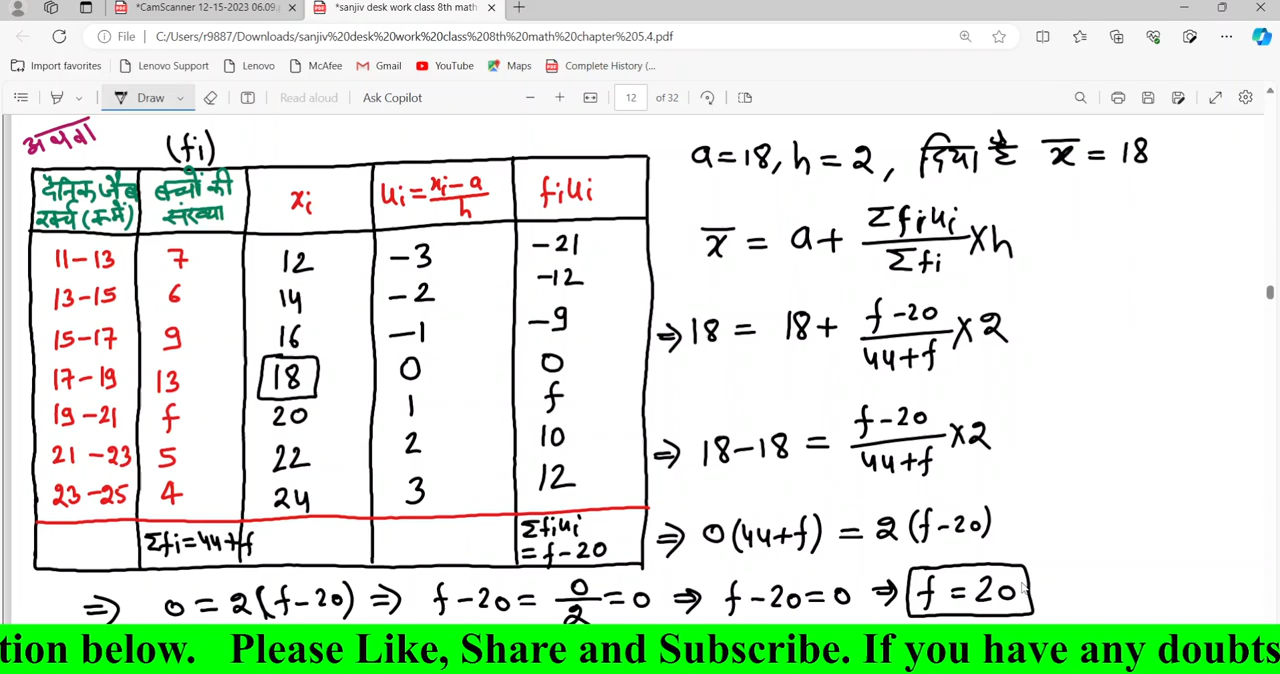 *CamScanner 12-15-2023 06.09.
*sanjiv desk work class 8th math
File C:/Users/r9887/Downloads/sanjiv%20desk%20work%20class%208th%20math%20chapter%205.4.pdf
Import favorites Lenovo Support Lenovo McAfee Gmail YouTube Maps Complete History (...
Draw Read aloud Ask Copilot 12 of 32
अथवा
(fi)
दैनिक जेब खर्च (रू में) बच्चों की संख्या xi ui = (xi - a)/h fiui
11-13 7 12 -3 -21
13-15 6 14 -2 -12
15-17 9 16 -1 -9
17-19 13 18 0 0
19-21 f 20 1 f
21-23 5 22 2 10
23-25 4 24 3 12
Σfi = 44+f Σfiui = f-20
a = 18, h = 2, दिया है x̅ = 18
x̅ = a + Σfiui/Σfi × h
⇒ 18 = 18 + (f-20)/(44+f) × 2
⇒ 18-18 = (f-20)/(44+f) × 2
⇒ 0(44+f) = 2(f-20)
⇒ 0 = 2(f-20) ⇒ f-20 = 0/2 = 0 ⇒ f-20=0 ⇒ f = 20
tion below. Please Like, Share and Subscribe. If you have any doubts